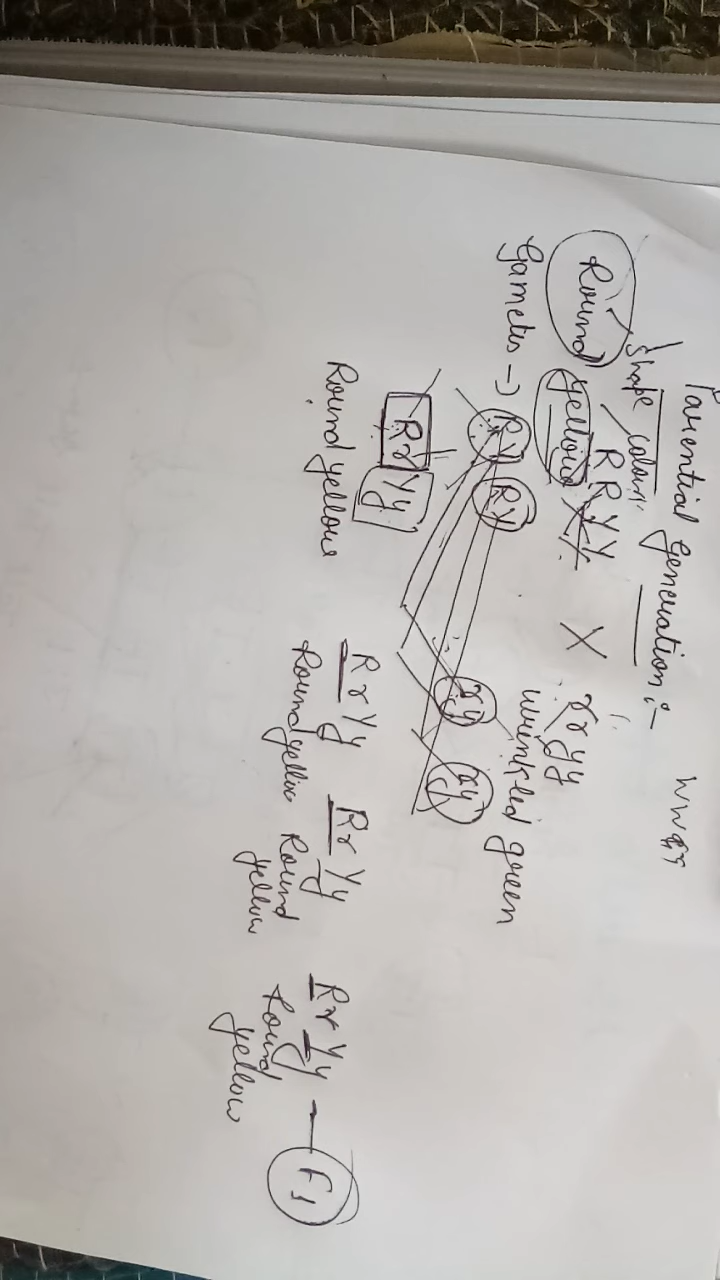 Parential Generation :-
Shape colour
RRYY X rryy
Round yellow wrinkled green
Gametes → RY RY ry ry
RrYy RrYy RrYy RrYy — F1
Round yellow Round yellow Round yellow Round yellow